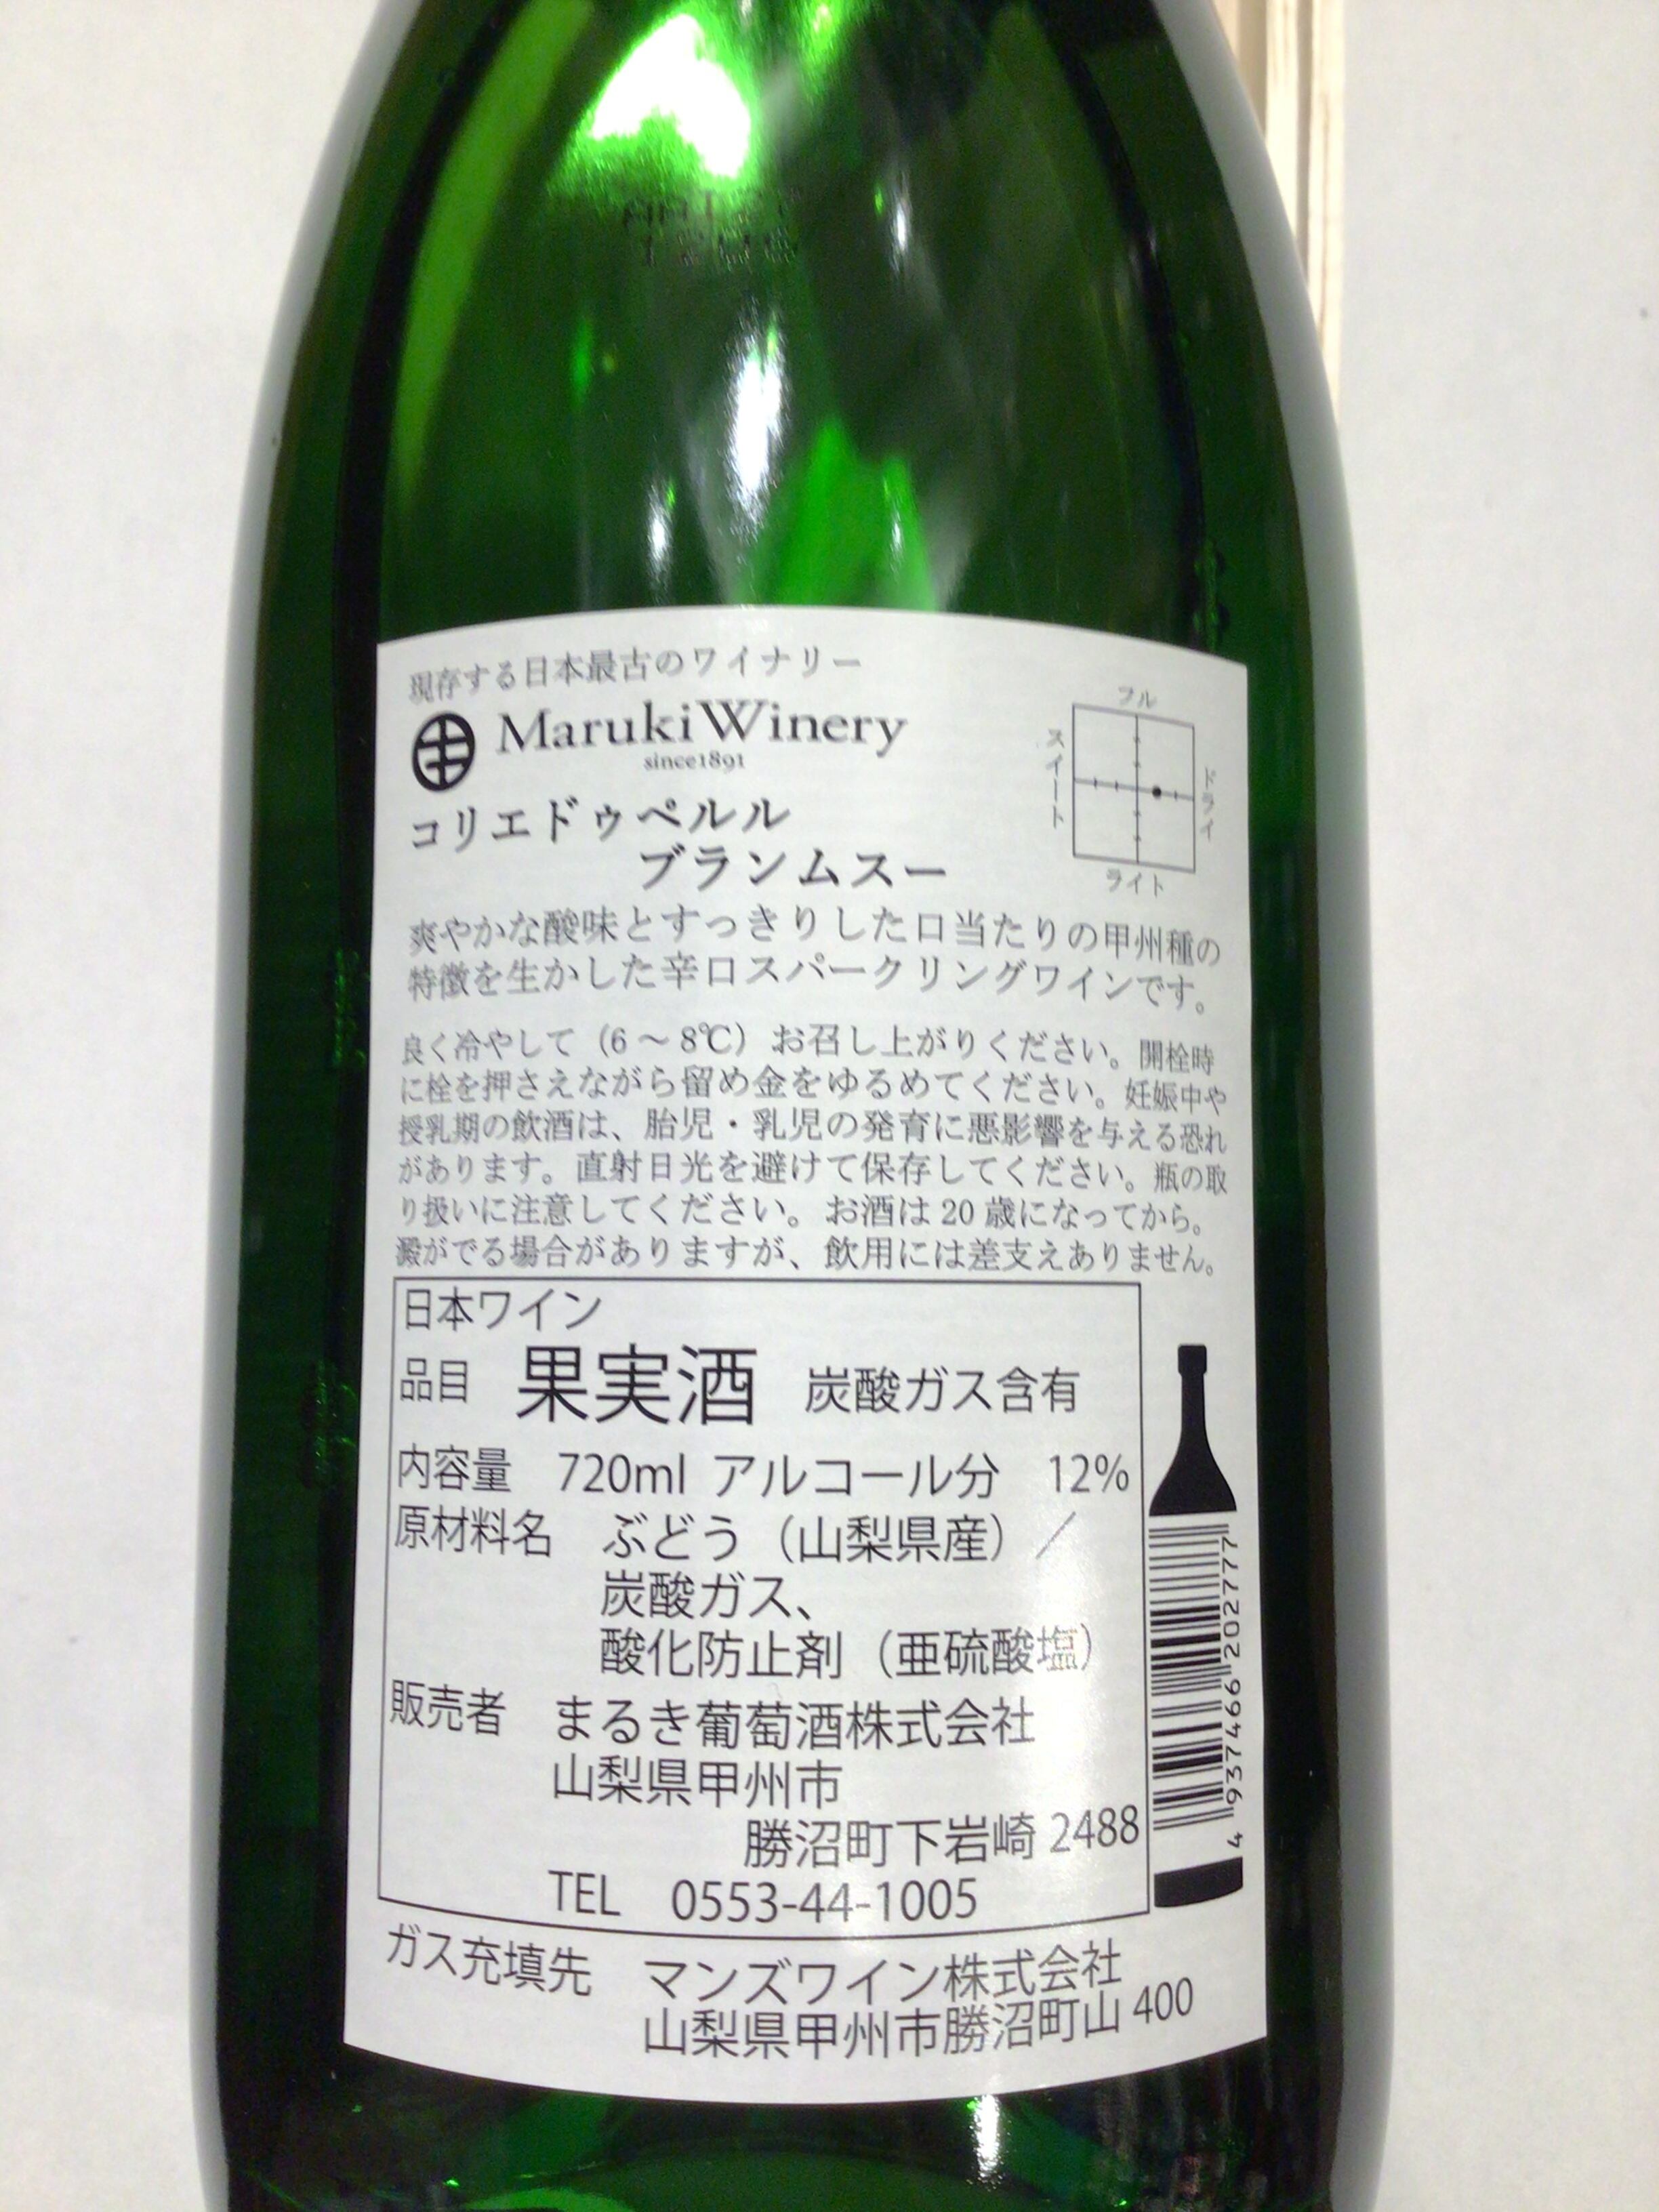 現存する日本最古のワイナリー
Maruki Winery
since1891
コリエドゥペルル
ブランムスー
フル
スイート
ドライ
ライト
爽やかな酸味とすっきりした口当たりの甲州種の
特徴を生かした辛口スパークリングワインです。
良く冷やして（6～8℃）お召し上がりください。開栓時
に栓を押さえながら留め金をゆるめてください。妊娠中や
授乳期の飲酒は、胎児・乳児の発育に悪影響を与える恐れ
があります。直射日光を避けて保存してください。瓶の取
り扱いに注意してください。お酒は20歳になってから。
澱がでる場合がありますが、飲用には差支えありません。
日本ワイン
品目 果実酒 炭酸ガス含有
内容量 720ml アルコール分 12%
原材料名 ぶどう（山梨県産）／
炭酸ガス、
酸化防止剤（亜硫酸塩）
販売者 まるき葡萄酒株式会社
山梨県甲州市
勝沼町下岩崎2488
TEL 0553-44-1005
4 937466 202777
ガス充填先 マンズワイン株式会社
山梨県甲州市勝沼町山400